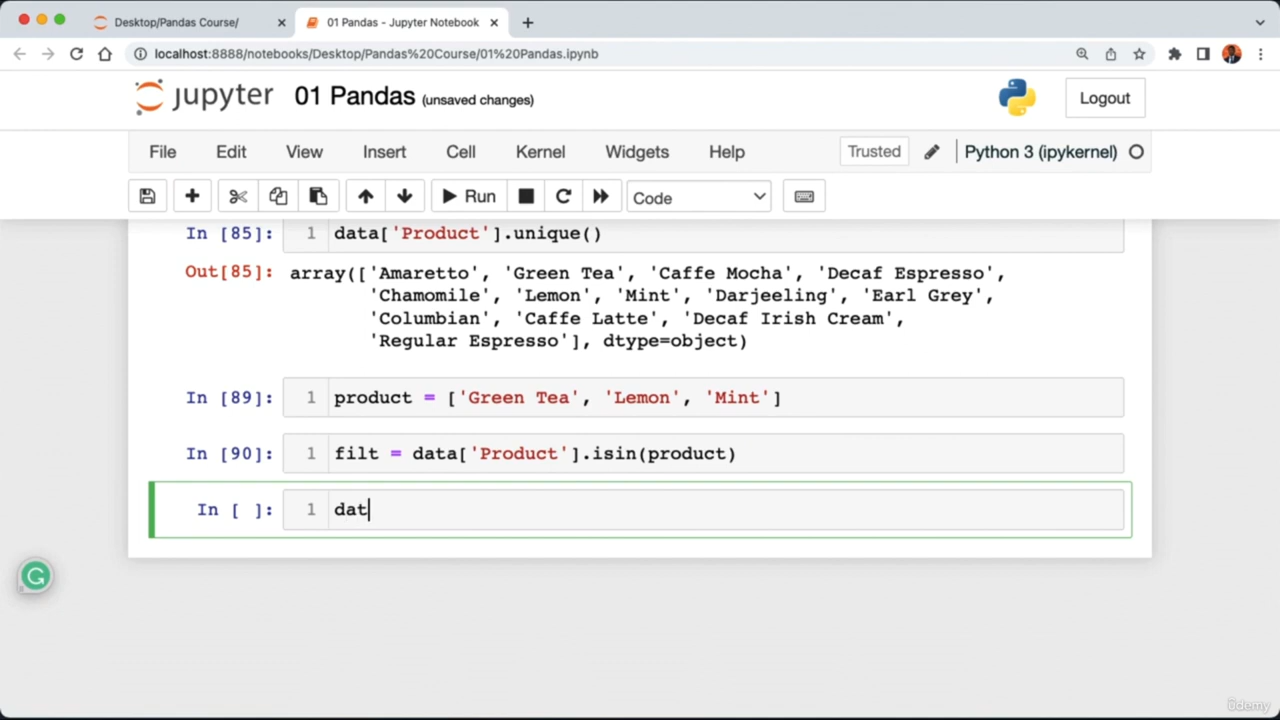 Desktop/Pandas Course/
01 Pandas - Jupyter Notebook
localhost:8888/notebooks/Desktop/Pandas%20Course/01%20Pandas.ipynb
jupyter 01 Pandas (unsaved changes)
Logout
File Edit View Insert Cell Kernel Widgets Help Trusted Python 3 (ipykernel)
Run Code
In [85]: 1 data['Product'].unique()
Out[85]: array(['Amaretto', 'Green Tea', 'Caffe Mocha', 'Decaf Espresso',
'Chamomile', 'Lemon', 'Mint', 'Darjeeling', 'Earl Grey',
'Columbian', 'Caffe Latte', 'Decaf Irish Cream',
'Regular Espresso'], dtype=object)
In [89]: 1 product = ['Green Tea', 'Lemon', 'Mint']
In [90]: 1 filt = data['Product'].isin(product)
In [ ]: 1 dat
ûdemy